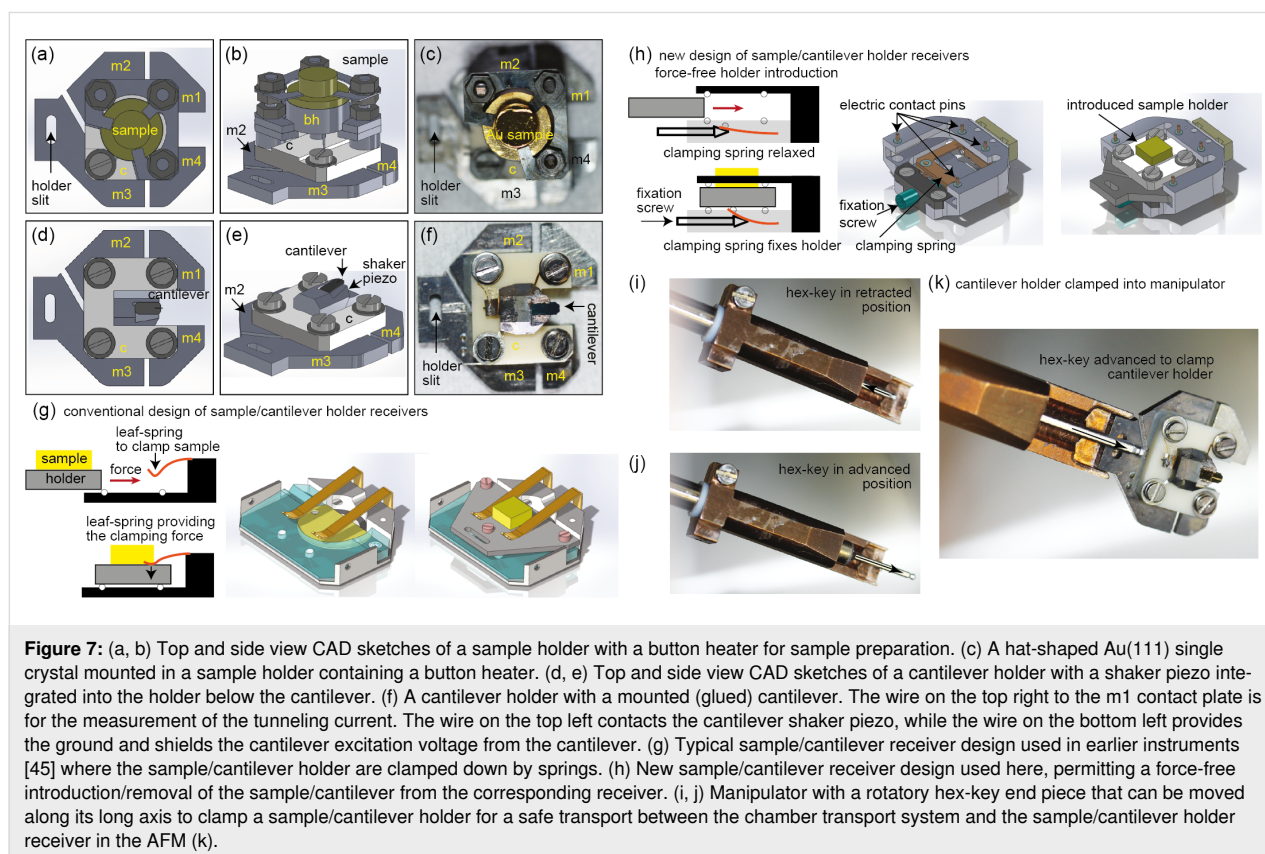 (a)
m2
m1
sample
m4
m3
holder
slit
(b)
sample
bh
m2
c
m4
m3
(c)
m2
m1
Au sample
m4
c
m3
holder
slit
(d)
m2
m1
cantilever
m4
c
m3
(e)
cantilever
shaker
piezo
m2
c
m4
m3
(f)
m2
m1
cantilever
c
m3
m4
holder
slit
(g) conventional design of sample/cantilever holder receivers
leaf-spring
to clamp sample
sample
force
holder
leaf-spring providing
the clamping force
(h) new design of sample/cantilever holder receivers
force-free holder introduction
clamping spring relaxed
fixation
screw
clamping spring fixes holder
electric contact pins
fixation
screw
clamping spring
introduced sample holder
(i)
hex-key in retracted
position
(j)
hex-key in advanced
position
(k) cantilever holder clamped into manipulator
hex-key advanced to clamp
cantilever holder
Figure 7: (a, b) Top and side view CAD sketches of a sample holder with a button heater for sample preparation. (c) A hat-shaped Au(111) single
crystal mounted in a sample holder containing a button heater. (d, e) Top and side view CAD sketches of a cantilever holder with a shaker piezo inte-
grated into the holder below the cantilever. (f) A cantilever holder with a mounted (glued) cantilever. The wire on the top right to the m1 contact plate is
for the measurement of the tunneling current. The wire on the top left contacts the cantilever shaker piezo, while the wire on the bottom left provides
the ground and shields the cantilever excitation voltage from the cantilever. (g) Typical sample/cantilever receiver design used in earlier instruments
[45] where the sample/cantilever holder are clamped down by springs. (h) New sample/cantilever receiver design used here, permitting a force-free
introduction/removal of the sample/cantilever from the corresponding receiver. (i, j) Manipulator with a rotatory hex-key end piece that can be moved
along its long axis to clamp a sample/cantilever holder for a safe transport between the chamber transport system and the sample/cantilever holder
receiver in the AFM (k).